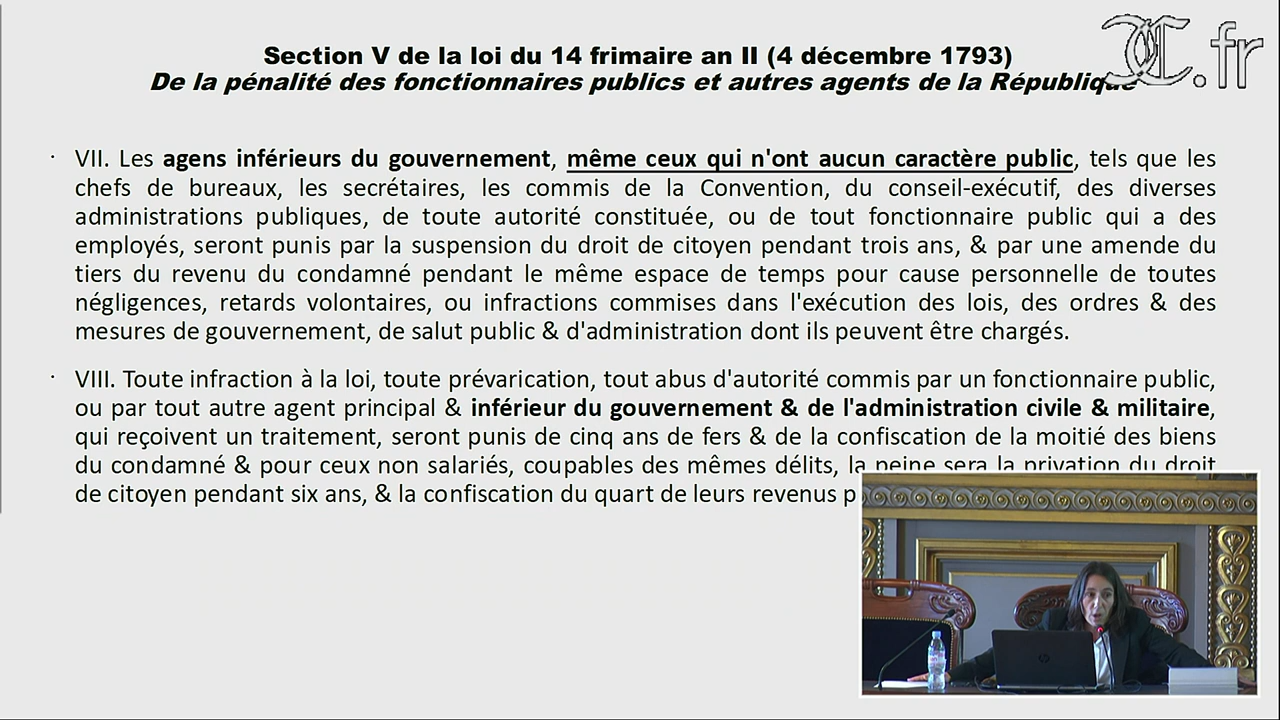 Section V de la loi du 14 frimaire an II (4 décembre 1793)
De la pénalité des fonctionnaires publics et autres agents de la République
.fr
VII. Les agens inférieurs du gouvernement, même ceux qui n'ont aucun caractère public, tels que les
chefs de bureaux, les secrétaires, les commis de la Convention, du conseil-exécutif, des diverses
administrations publiques, de toute autorité constituée, ou de tout fonctionnaire public qui a des
employés, seront punis par la suspension du droit de citoyen pendant trois ans, & par une amende du
tiers du revenu du condamné pendant le même espace de temps pour cause personnelle de toutes
négligences, retards volontaires, ou infractions commises dans l'exécution des lois, des ordres & des
mesures de gouvernement, de salut public & d'administration dont ils peuvent être chargés.
VIII. Toute infraction à la loi, toute prévarication, tout abus d'autorité commis par un fonctionnaire public,
ou par tout autre agent principal & inférieur du gouvernement & de l'administration civile & militaire,
qui reçoivent un traitement, seront punis de cinq ans de fers & de la confiscation de la moitié des biens
du condamné & pour ceux non salariés, coupables des mêmes délits, la peine sera la privation du droit
de citoyen pendant six ans, & la confiscation du quart de leurs revenus p